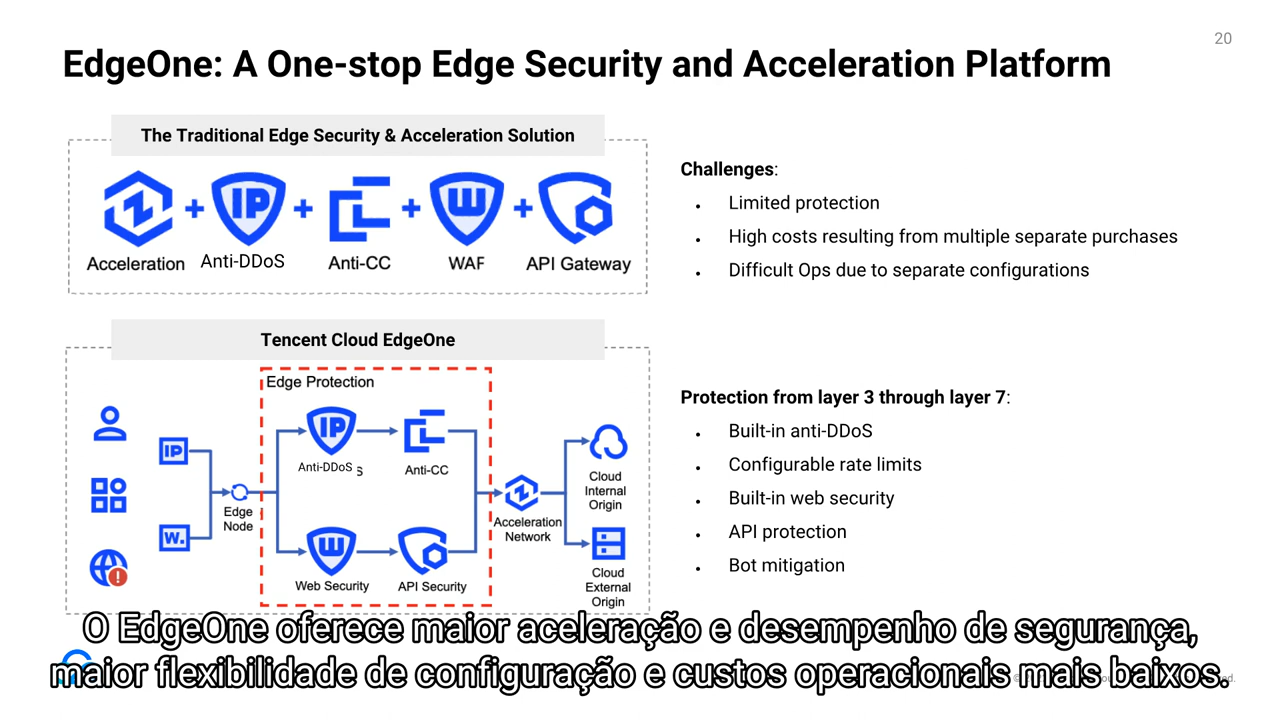 20
EdgeOne: A One-stop Edge Security and Acceleration Platform
The Traditional Edge Security & Acceleration Solution
Acceleration
+
IP
Anti-DDoS
+
Anti-CC
+
W
WAF
+
API Gateway
Challenges:
Limited protection
High costs resulting from multiple separate purchases
Difficult Ops due to separate configurations
Tencent Cloud EdgeOne
Edge Protection
IP
W.
Edge
Node
IP
Anti-DDoS s
Anti-CC
W
Web Security
API Security
Acceleration
Network
Cloud
Internal
Origin
Cloud
External
Origin
Protection from layer 3 through layer 7:
Built-in anti-DDoS
Configurable rate limits
Built-in web security
API protection
Bot mitigation
O EdgeOne oferece maior aceleração e desempenho de segurança,
maior flexibilidade de configuração e custos operacionais mais baixos.